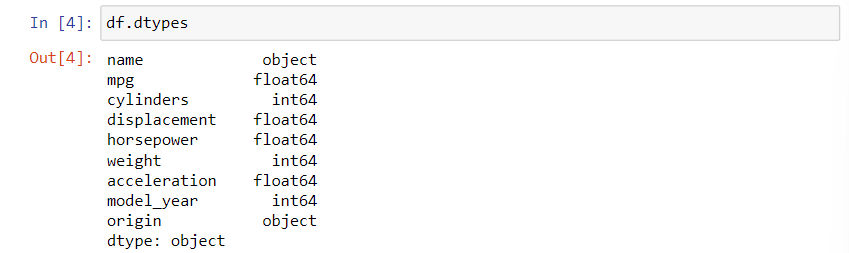 In [4]: df.dtypes
Out[4]: name object
mpg float64
cylinders int64
displacement float64
horsepower float64
weight int64
acceleration float64
model_year int64
origin object
dtype: object